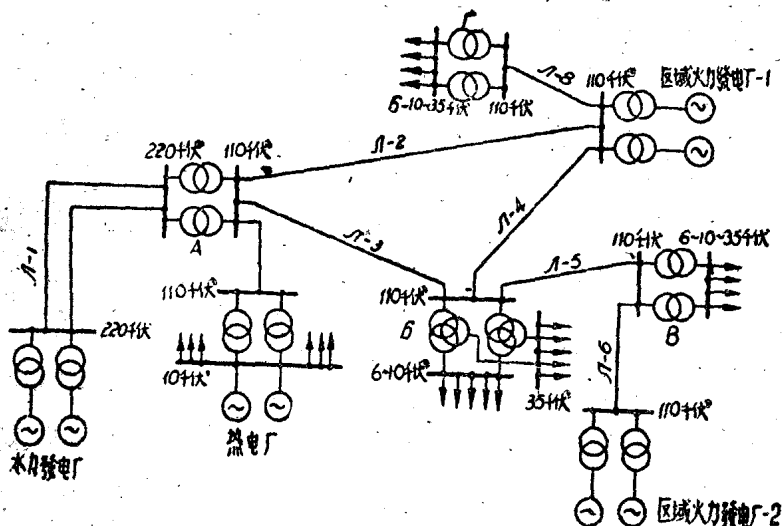 Г
6-10-35千伏
110千伏
Л-8
110千伏
区域火力發电厂-1
Л-2
220千伏
110千伏
A
Л-1
Л-3
Л-4
110千伏
220千伏
10千伏
热电厂
水力發电厂
110千伏
Б
Л-5
6-10千伏
35千伏
110千伏
6-10-35千伏
B
Л-6
110千伏
区域火力發电厂-2